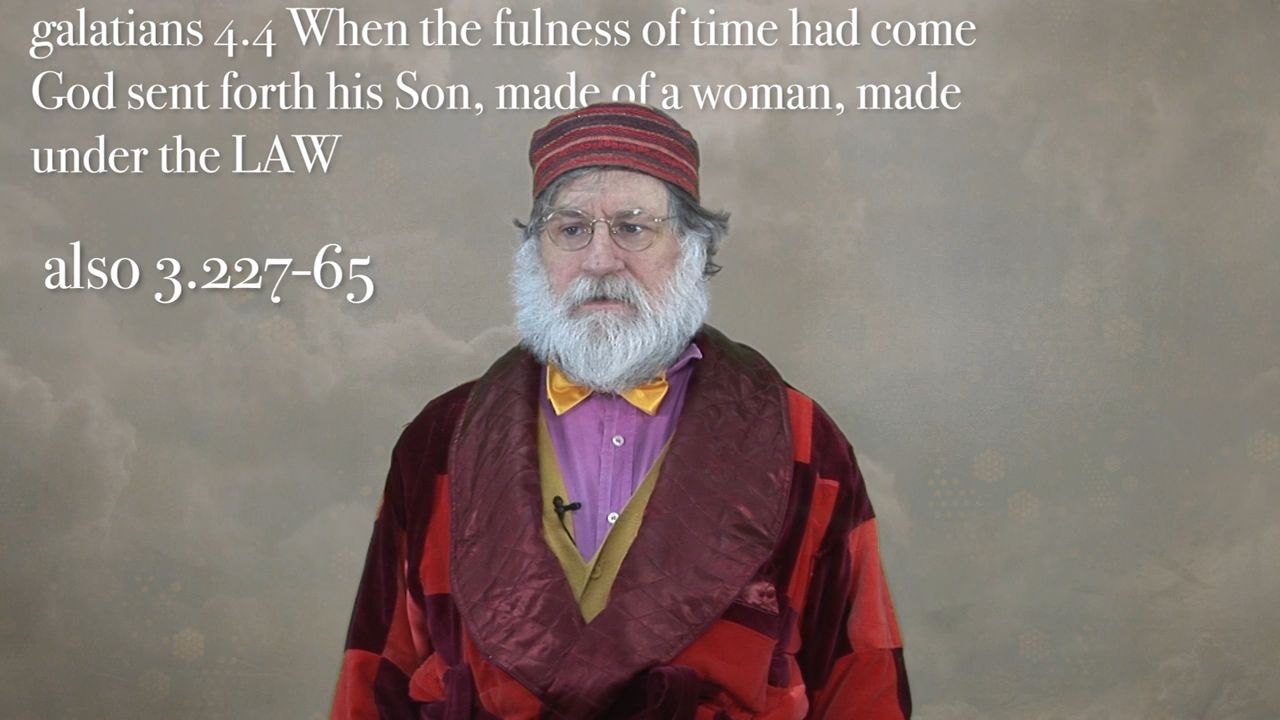 galatians 4.4 When the fulness of time had come
God sent forth his Son, made of a woman, made
under the LAW
also 3.227-65